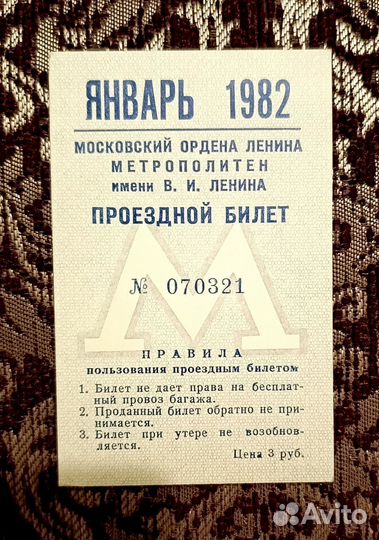 ЯНВАРЬ 1982
МОСКОВСКИЙ ОРДЕНА ЛЕНИНА
МЕТРОПОЛИТЕН
имени В. И. ЛЕНИНА
ПРОЕЗДНОЙ БИЛЕТ
М
№ 070321
ПРАВИЛА
пользования проездным билетом
1. Билет не дает права на бесплат-
ный провоз багажа.
2. Проданный билет обратно не при-
нимается.
3. Билет при утере не возобнов-
ляется.
Цена 3 руб.
Avito